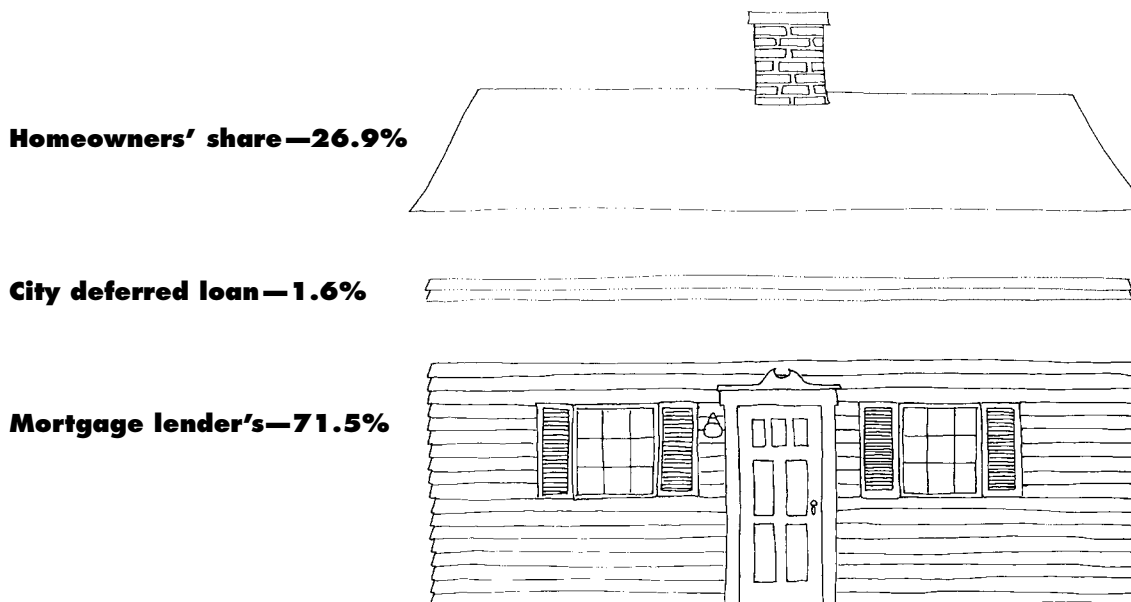 Homeowners’ share—26.9%
City deferred loan—1.6%
Mortgage lender’s—71.5%